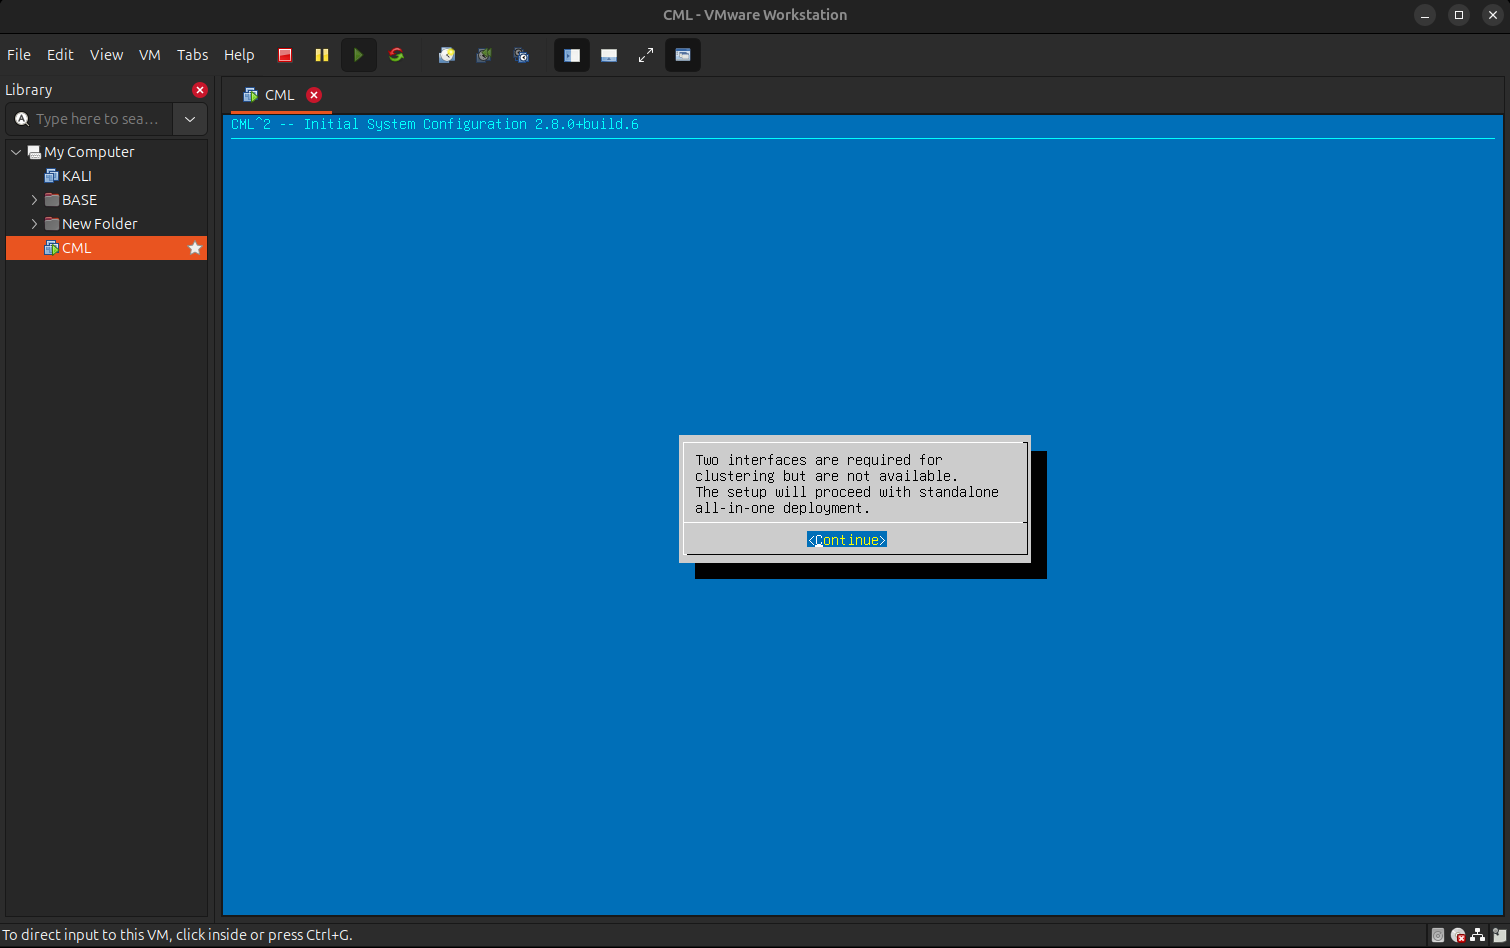 CML - VMware Workstation
File Edit View VM Tabs Help
Library
Type here to sea...
My Computer
KALI
BASE
New Folder
CML
CML
CML^2 -- Initial System Configuration 2.8.0+build.6
Two interfaces are required for
clustering but are not available.
The setup will proceed with standalone
all-in-one deployment.
<Continue>
To direct input to this VM, click inside or press Ctrl+G.